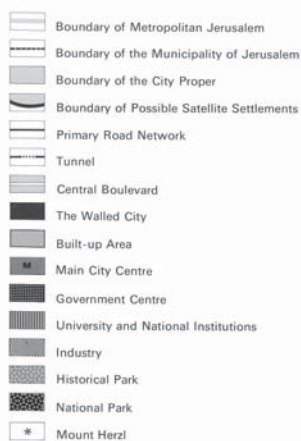 Boundary of Metropolitan Jerusalem
Boundary of the Municipality of Jerusalem
Boundary of the City Proper
Boundary of Possible Satellite Settlements
Primary Road Network
Tunnel
Central Boulevard
The Walled City
Built-up Area
M Main City Centre
Government Centre
University and National Institutions
Industry
Historical Park
National Park
* Mount Herzl